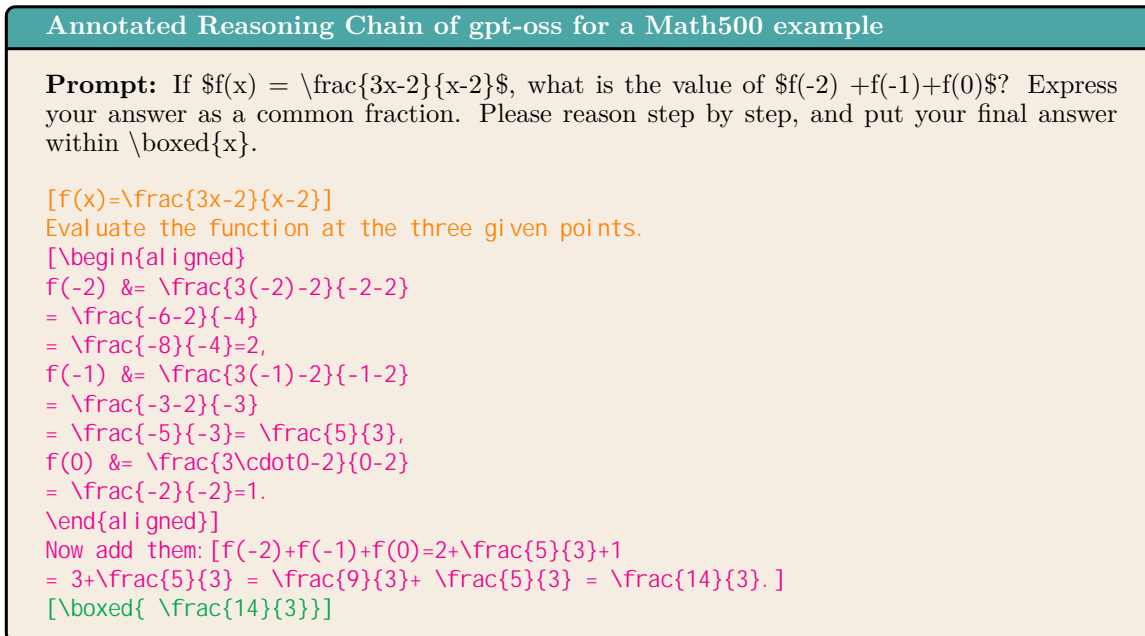 Annotated Reasoning Chain of gpt-oss for a Math500 example
Prompt: If $f(x) = \frac{3x-2}{x-2}$, what is the value of $f(-2) +f(-1)+f(0)$? Express
your answer as a common fraction. Please reason step by step, and put your final answer
within \boxed{x}.
[f(x)=\frac{3x-2}{x-2}]
Evaluate the function at the three given points.
[\begin{aligned}
f(-2) &= \frac{3(-2)-2}{-2-2}
= \frac{-6-2}{-4}
= \frac{-8}{-4}=2,
f(-1) &= \frac{3(-1)-2}{-1-2}
= \frac{-3-2}{-3}
= \frac{-5}{-3}= \frac{5}{3},
f(0) &= \frac{3\cdot0-2}{0-2}
= \frac{-2}{-2}=1.
\end{aligned}]
Now add them:[f(-2)+f(-1)+f(0)=2+\frac{5}{3}+1
= 3+\frac{5}{3} = \frac{9}{3}+ \frac{5}{3} = \frac{14}{3}.]
[\boxed{ \frac{14}{3}}]